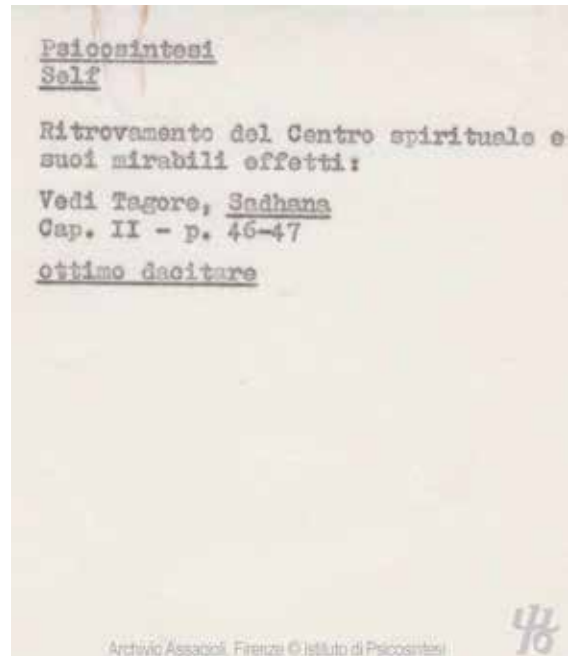 Psicosintesi
Self
Ritrovamento del Centro spirituale e
suoi mirabili effetti:
Vedi Tagore, Sadhana
Cap. II - p. 46-47
ottimo dacitare
Archivio Assagioli, Firenze © Istituto di Psicosintesi